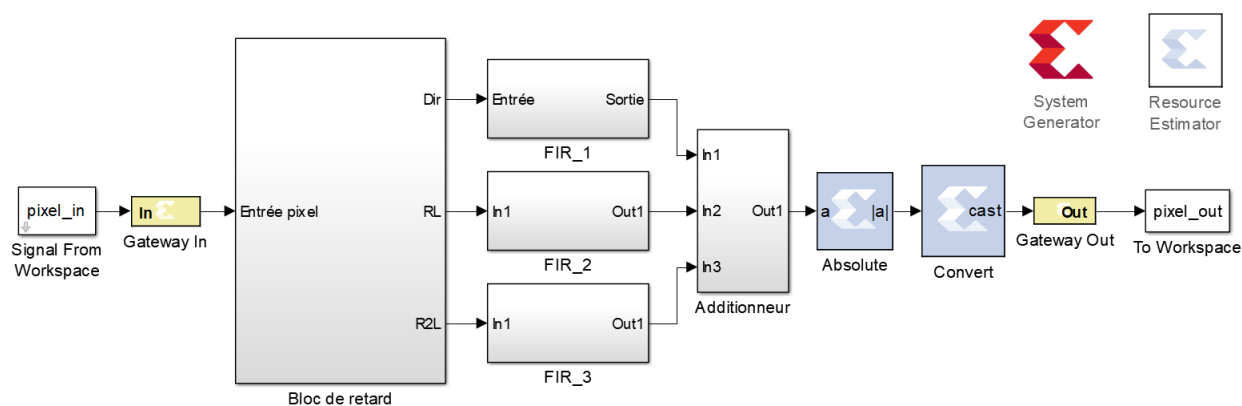 pixel_in
Signal From
Workspace
In
Gateway In
Entrée pixel
Dir
RL
R2L
Bloc de retard
Entrée
Sortie
FIR_1
In1
Out1
FIR_2
In1
Out1
FIR_3
In1
In2
In3
Out1
Additionneur
a
|a|
Absolute
cast
Convert
Out
Gateway Out
pixel_out
To Workspace
System
Generator
Resource
Estimator